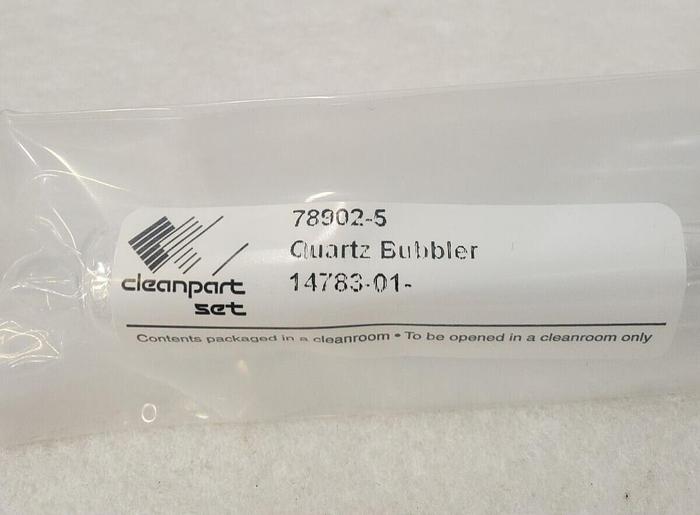 78902-5
Quartz Bubbler
14783-01-
cleanpart
set
Contents packaged in a cleanroom • To be opened in a cleanroom only